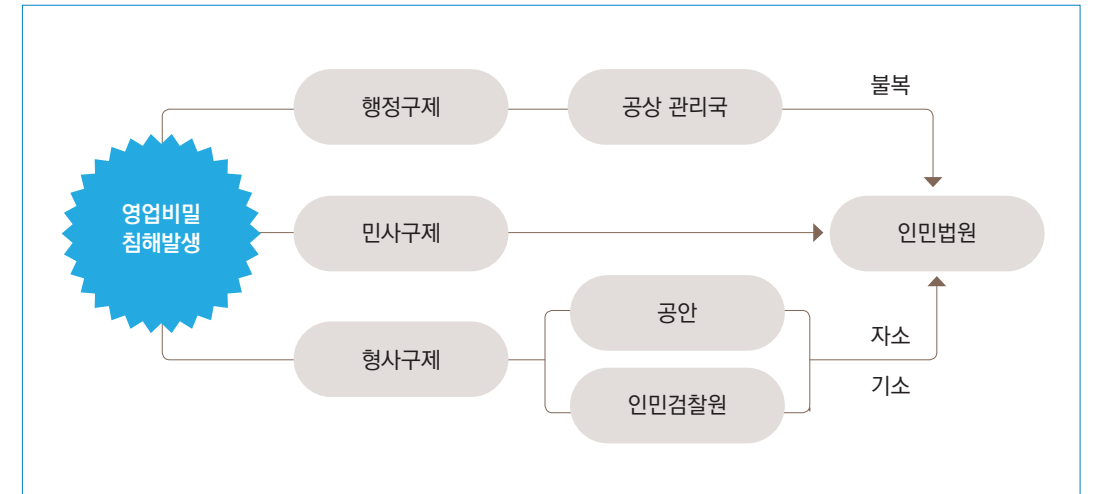 행정구제
공상 관리국
불복
영업비밀
침해발생
민사구제
인민법원
형사구제
공안
인민검찰원
자소
기소